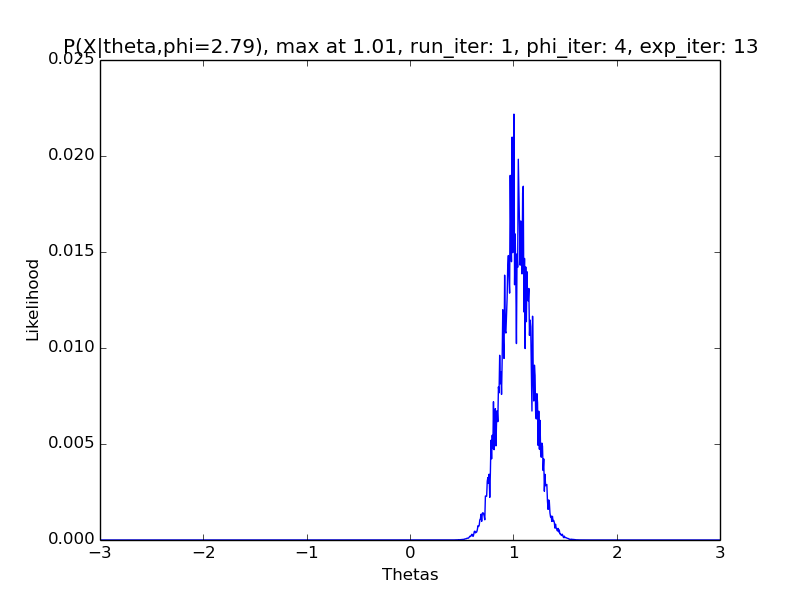 P(X|theta,phi=2.79), max at 1.01, run_iter: 1, phi_iter: 4, exp_iter: 13
0.025
0.020
0.015
0.010
0.005
0.000
Likelihood
−3 −2 −1 0 1 2 3
Thetas